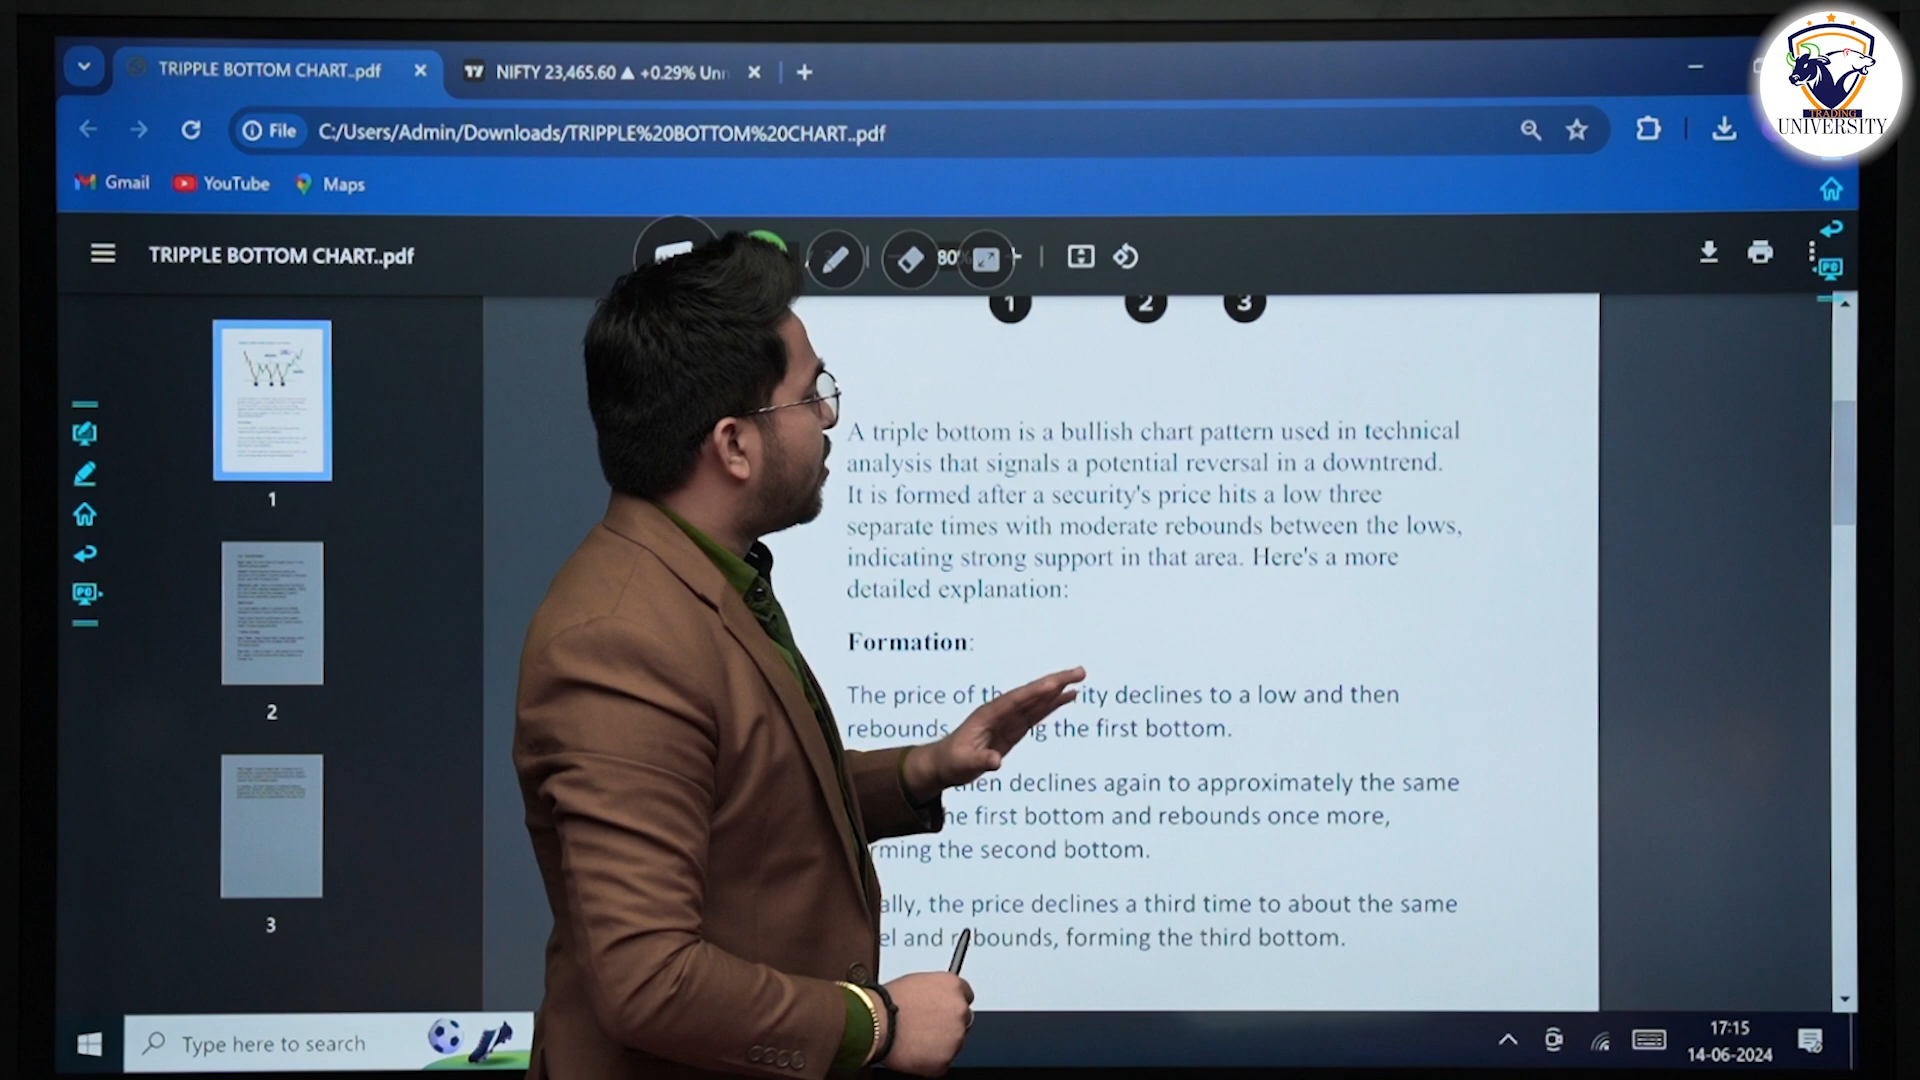 TRIPPLE BOTTOM CHART..pdf
NIFTY 23,465.60 ▲ +0.29%
TRADING
UNIVERSITY
File C:/Users/Admin/Downloads/TRIPPLE%20BOTTOM%20CHART..pdf
Gmail YouTube Maps
TRIPPLE BOTTOM CHART..pdf
1 2 3
A triple bottom is a bullish chart pattern used in technical
analysis that signals a potential reversal in a downtrend.
It is formed after a security's price hits a low three
separate times with moderate rebounds between the lows,
indicating strong support in that area. Here's a more
detailed explanation:
Formation:
The price of declines to a low and then
rebounds the first bottom.
declines again to approximately the same
first bottom and rebounds once more,
the second bottom.
the price declines a third time to about the same
and rebounds, forming the third bottom.
1
2
3
Type here to search
17:15
14-06-2024